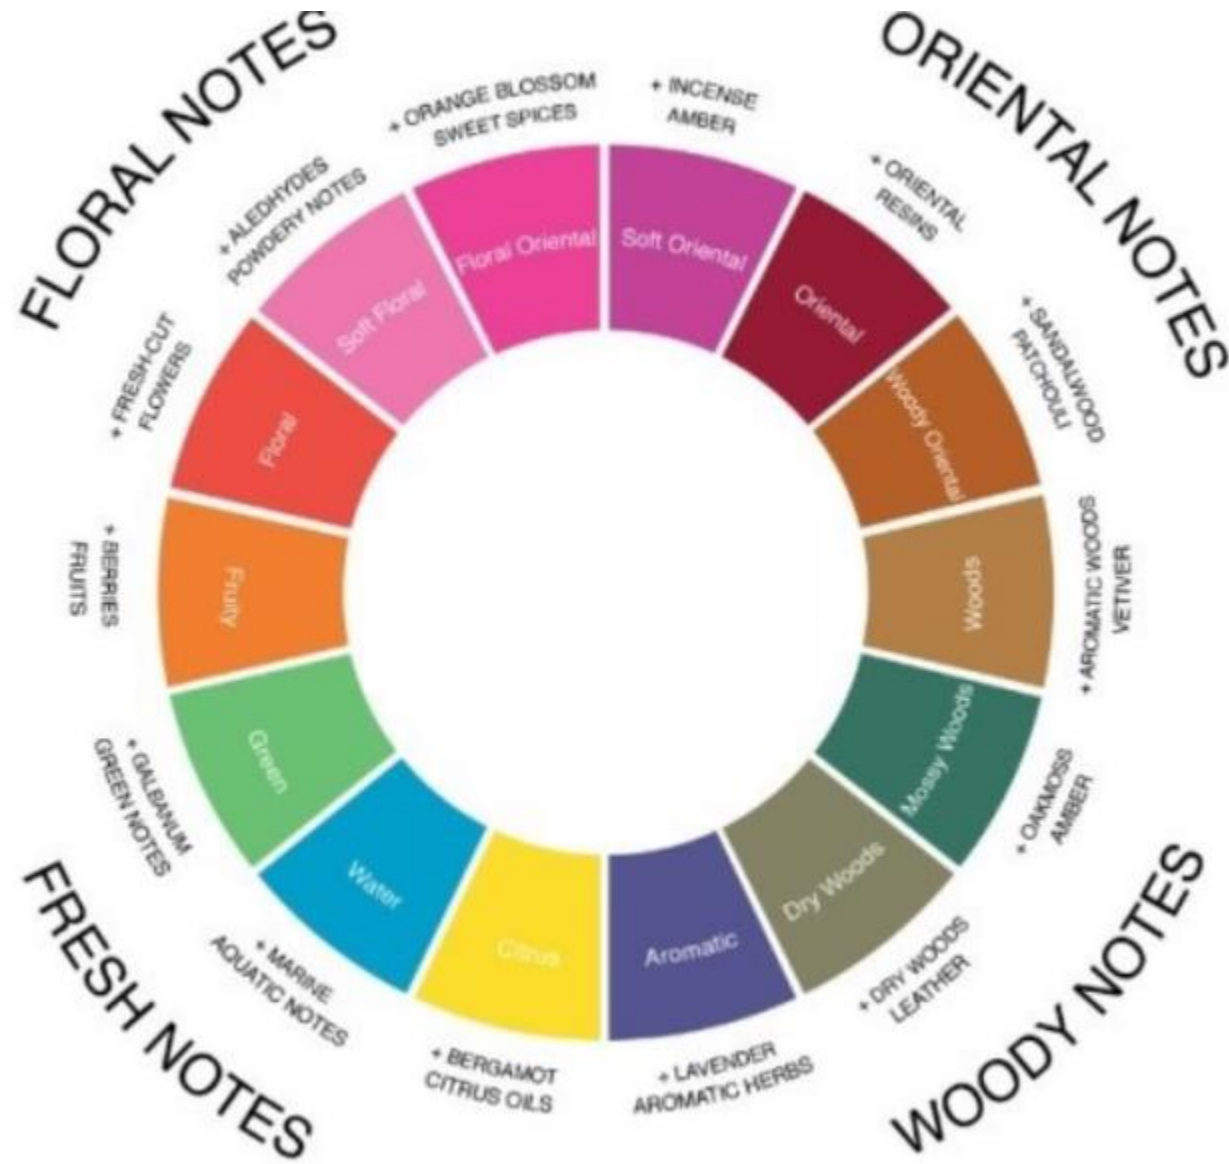 FLORAL NOTES
ORIENTAL NOTES
+ ORANGE BLOSSOM
SWEET SPICES
+ INCENSE
AMBER
+ ALEDHYDES
POWDERY NOTES
+ ORIENTAL
RESINS
+ FRESH-CUT
FLOWERS
+ SANDALWOOD
PATCHOULI
+ BERRIES
FRUITS
+ AROMATIC WOODS
VETIVER
+ GALBANUM
GREEN NOTES
+ OAKMOSS
AMBER
+ MARINE
AQUATIC NOTES
+ DRY WOODS
LEATHER
+ BERGAMOT
CITRUS OILS
+ LAVENDER
AROMATIC HERBS
Floral Oriental
Soft Oriental
Soft Floral
Oriental
Floral
Woody Oriental
Fruity
Woods
Green
Mossy Woods
Water
Dry Woods
Citrus
Aromatic
FRESH NOTES
WOODY NOTES